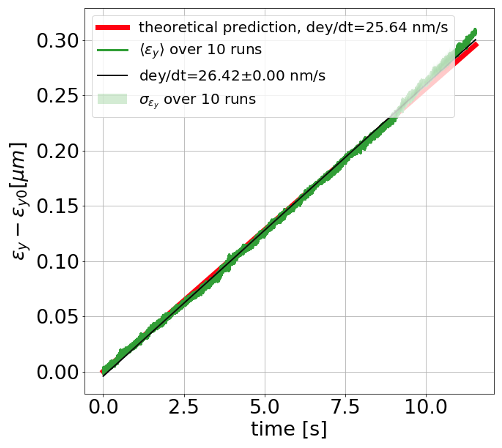 theoretical prediction, dey/dt=25.64 nm/s
⟨εy⟩ over 10 runs
dey/dt=26.42±0.00 nm/s
σεy over 10 runs
0.30
0.25
0.20
0.15
0.10
0.05
0.00
εy − εy0[μm]
0.0 2.5 5.0 7.5 10.0
time [s]